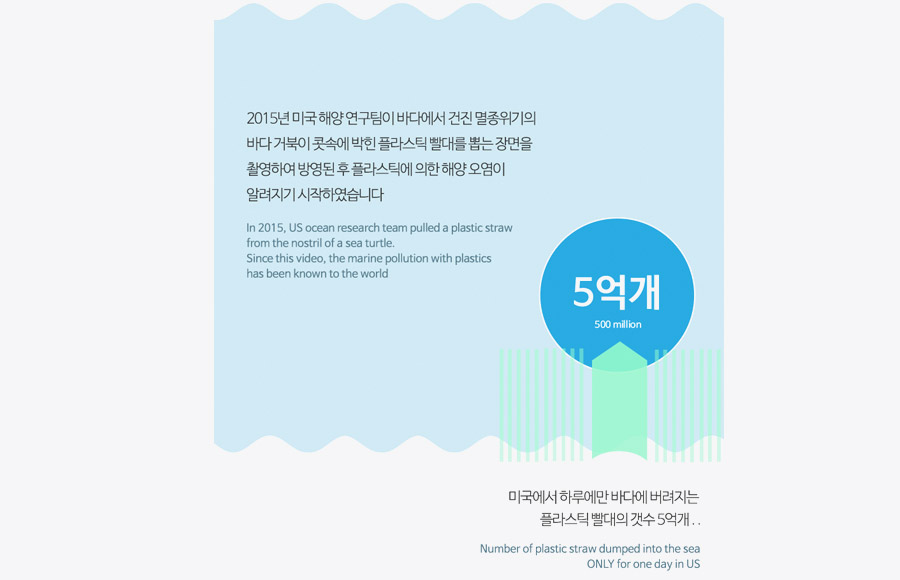 2015년 미국 해양 연구팀이 바다에서 건진 멸종위기의
바다 거북이 콧속에 박힌 플라스틱 빨대를 뽑는 장면을
촬영하여 방영된 후 플라스틱에 의한 해양 오염이
알려지기 시작하였습니다
In 2015, US ocean research team pulled a plastic straw
from the nostril of a sea turtle.
Since this video, the marine pollution with plastics
has been known to the world
5억개
500 million
미국에서 하루에만 바다에 버려지는
플라스틱 빨대의 갯수 5억개 . .
Number of plastic straw dumped into the sea
ONLY for one day in US